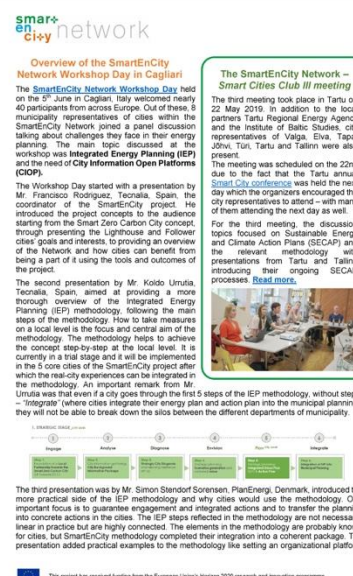 smart
en
city network
Overview of the SmartEnCity
Network Workshop Day in Cagliari
The SmartEnCity Network Workshop Day held
on the 5th June in Cagliari, Italy welcomed nearly
40 participants from across Europe. Out of these, 8
municipality representatives of cities within the
SmartEnCity Network joined a panel discussion
talking about challenges they face in their energy
planning. The main topic discussed at the
workshop was Integrated Energy Planning (IEP)
and the need of City Information Open Platforms
(CIOP).
The Workshop Day started with a presentation by
Mr. Francisco Rodriguez, Tecnalia, Spain, the
coordinator of the SmartEnCity project. He
introduced the project concepts to the audience
starting from the Smart Zero Carbon City concept,
through presenting the Lighthouse and Follower
cities' goals and interests, to providing an overview
of the Network and how cities can benefit from
being a part of it using the tools and outcomes of
the project.
The second presentation by Mr. Koldo Urrutia,
Tecnalia, Spain, aimed at providing a more
thorough overview of the Integrated Energy
Planning (IEP) methodology, following the main
steps of the methodology. How to take measures
on a local level is the focus and central aim of the
methodology. The methodology helps to achieve
the concept step-by-step at the local level. It is
currently in a trial stage and it will be implemented
in the 5 core cities of the SmartEnCity project after
which the real-city experiences can be integrated in
the methodology. An important remark from Mr.
Urrutia was that even if a city goes through the first 5 steps of the IEP methodology, without step
– "Integrate" (where cities integrate their energy plan and action plan into the municipal plannin
they will not be able to break down the silos between the different departments of municipality.
The SmartEnCity Network –
Smart Cities Club III meeting
The third meeting took place in Tartu o
22 May 2019. In addition to the loca
partners Tartu Regional Energy Agenc
and the Institute of Baltic Studies, cit
representatives of Valga, Elva, Tapa
Jõhvi, Türi, Tartu and Tallinn were als
present.
The meeting was scheduled on the 22n
due to the fact that the Tartu annua
Smart City conference was held the nex
day which the organizers encouraged th
city representatives to attend – with man
of them attending the next day as well.
For the third meeting, the discussio
topics focused on Sustainable Energ
and Climate Action Plans (SECAP) an
the relevant methodology wit
presentations from Tartu and Tallin
introducing their ongoing SECA
processes. Read more.
Engage
Analyse
Diagnose
Envision
Plan
Integrate
The third presentation was by Mr. Simon Stendorf Sorensen, PlanEnergi, Denmark, introduced t
more practical side of the IEP methodology and why cities would use the methodology. O
important focus is to guarantee engagement and integrated actions and to transfer the plannin
into concrete actions in the cities. The IEP steps reflected in the methodology are not necessa
linear in practice but are highly connected. The elements in the methodology are probably know
for cities, but SmartEnCity methodology completed their integration into a coherent package. T
presentation added practical examples to the methodology like setting an organizational platfo